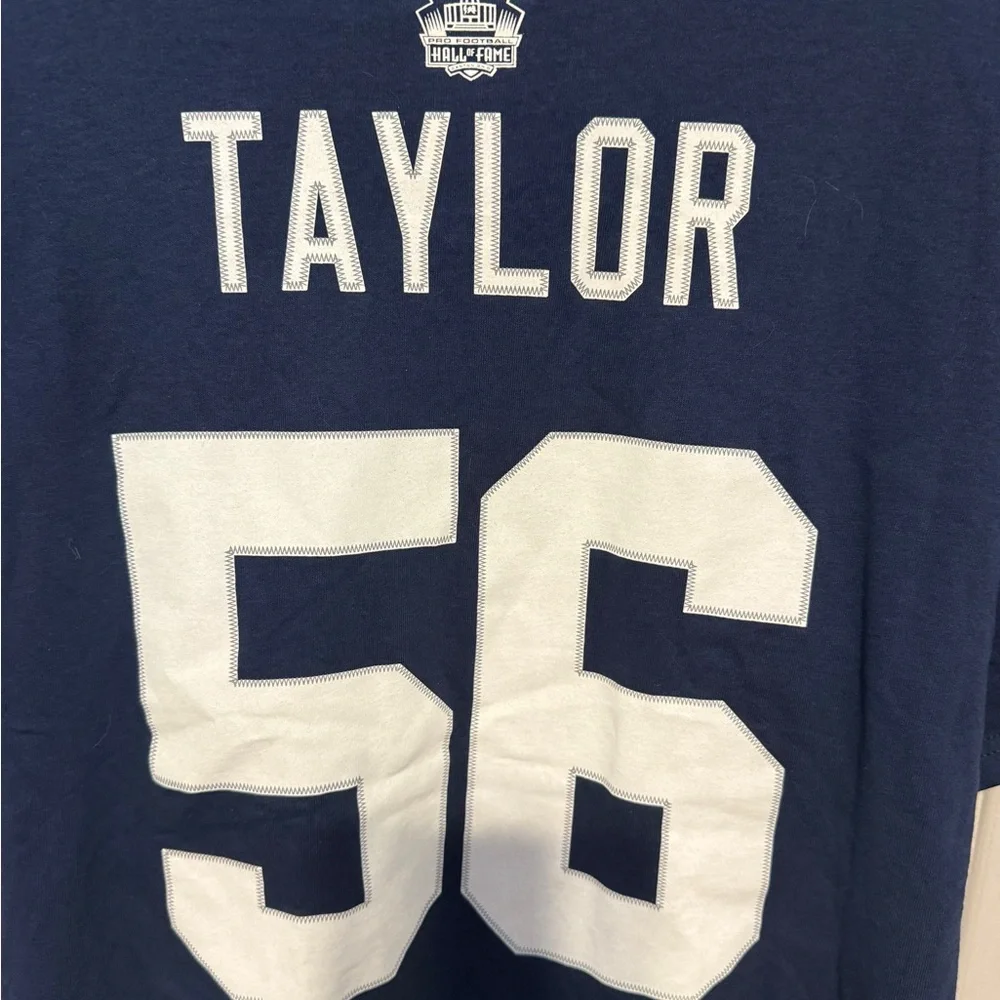 PRO FOOTBALL
HALL OF FAME
TAYLOR
56